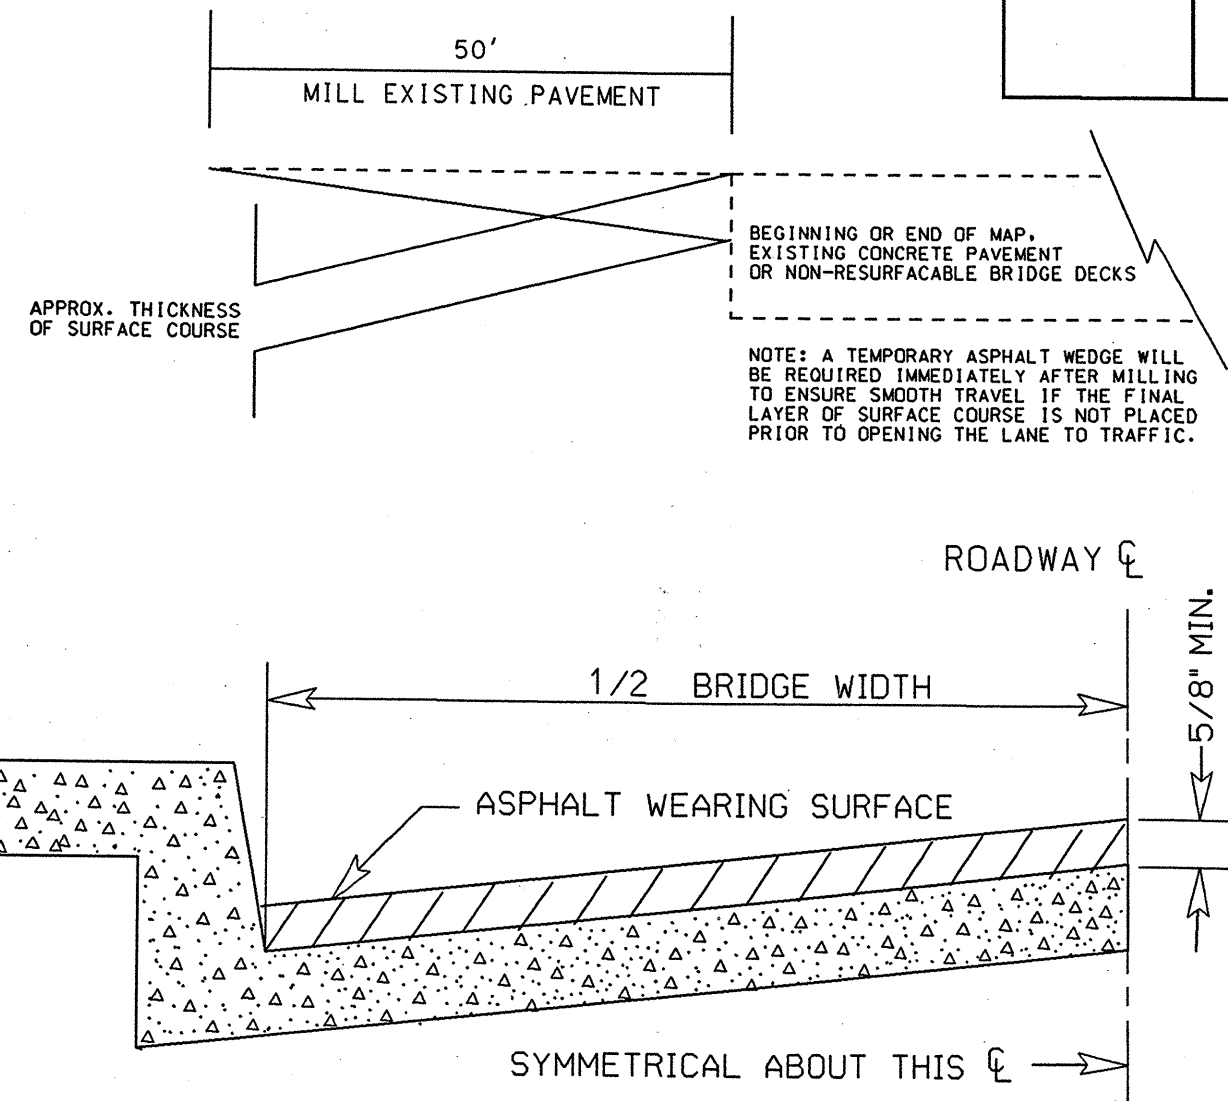 50'
MILL EXISTING PAVEMENT
BEGINNING OR END OF MAP,
EXISTING CONCRETE PAVEMENT
OR NON-RESURFACABLE BRIDGE DECKS
APPROX. THICKNESS
OF SURFACE COURSE
NOTE: A TEMPORARY ASPHALT WEDGE WILL
BE REQUIRED IMMEDIATELY AFTER MILLING
TO ENSURE SMOOTH TRAVEL IF THE FINAL
LAYER OF SURFACE COURSE IS NOT PLACED
PRIOR TO OPENING THE LANE TO TRAFFIC.
ROADWAY ℄
5/8" MIN.
1/2 BRIDGE WIDTH
ASPHALT WEARING SURFACE
SYMMETRICAL ABOUT THIS ℄